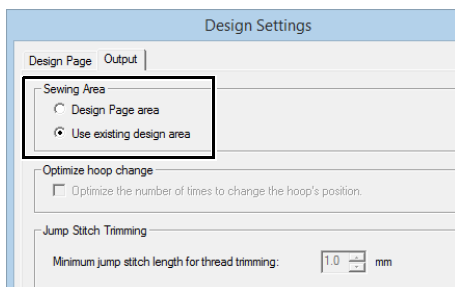 Design Settings
Design Page Output
Sewing Area
Design Page area
Use existing design area
Optimize hoop change
Optimize the number of times to change the hoop's position.
Jump Stitch Trimming
Minimum jump stitch length for thread trimming: 1.0 mm